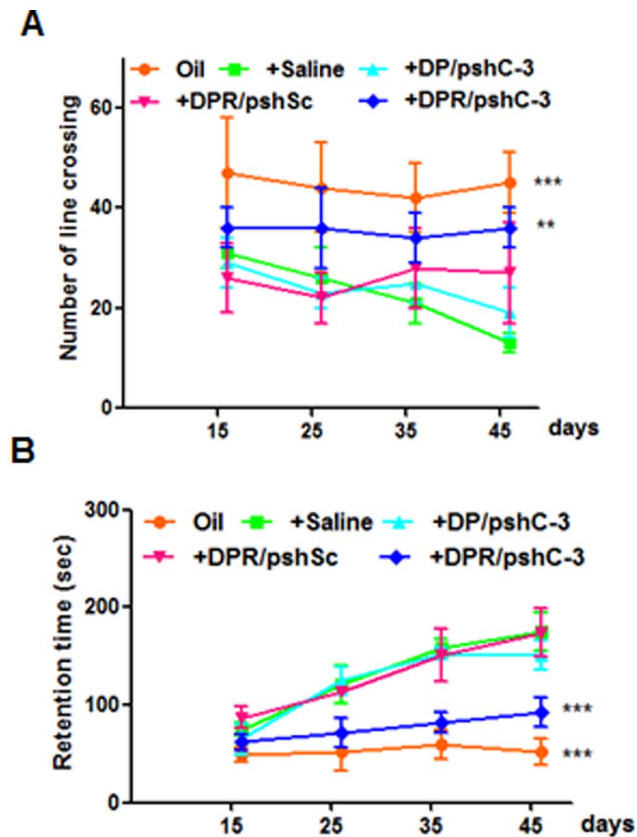 A
Oil +Saline +DP/pshC-3
+DPR/pshSc +DPR/pshC-3
Number of line crossing
60
40
20
0
***
**
15 25 35 45 days
B
Oil +Saline +DP/pshC-3
+DPR/pshSc +DPR/pshC-3
Retention time (sec)
300
200
100
0
***
***
15 25 35 45 days